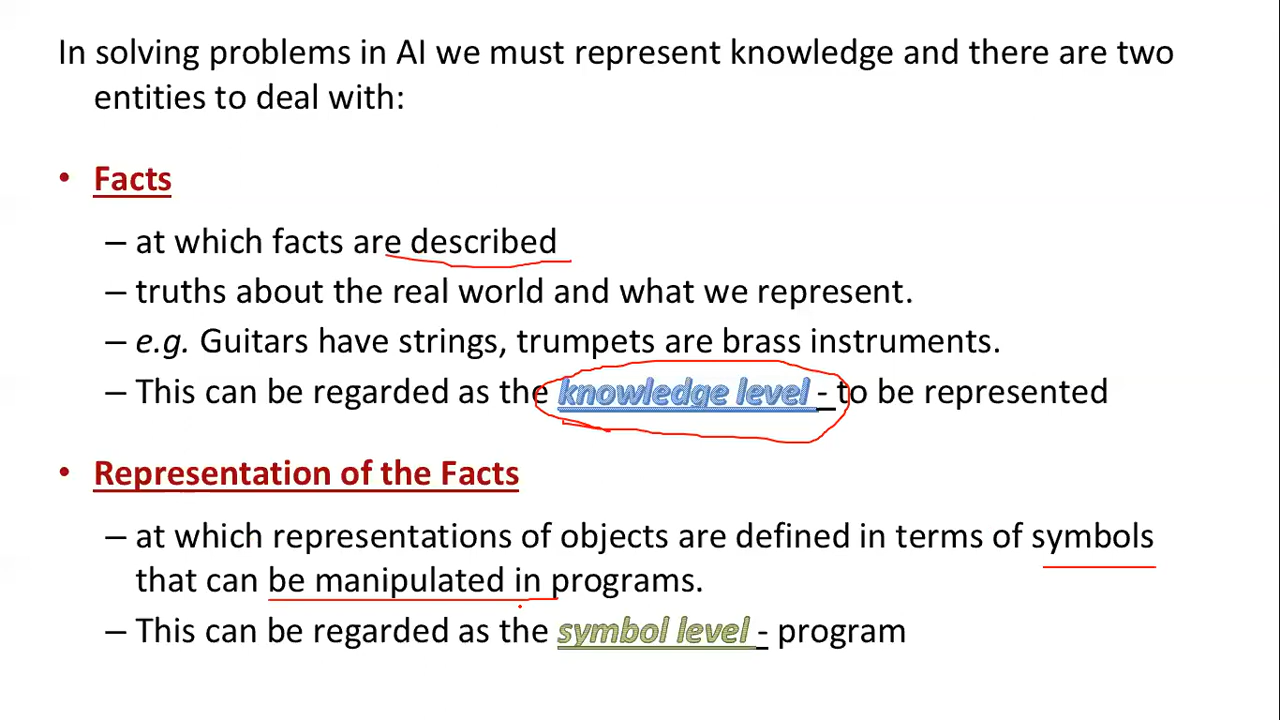 In solving problems in AI we must represent knowledge and there are two
entities to deal with:
• Facts
– at which facts are described
– truths about the real world and what we represent.
– e.g. Guitars have strings, trumpets are brass instruments.
– This can be regarded as the knowledge level - to be represented
• Representation of the Facts
– at which representations of objects are defined in terms of symbols
that can be manipulated in programs.
– This can be regarded as the symbol level - program